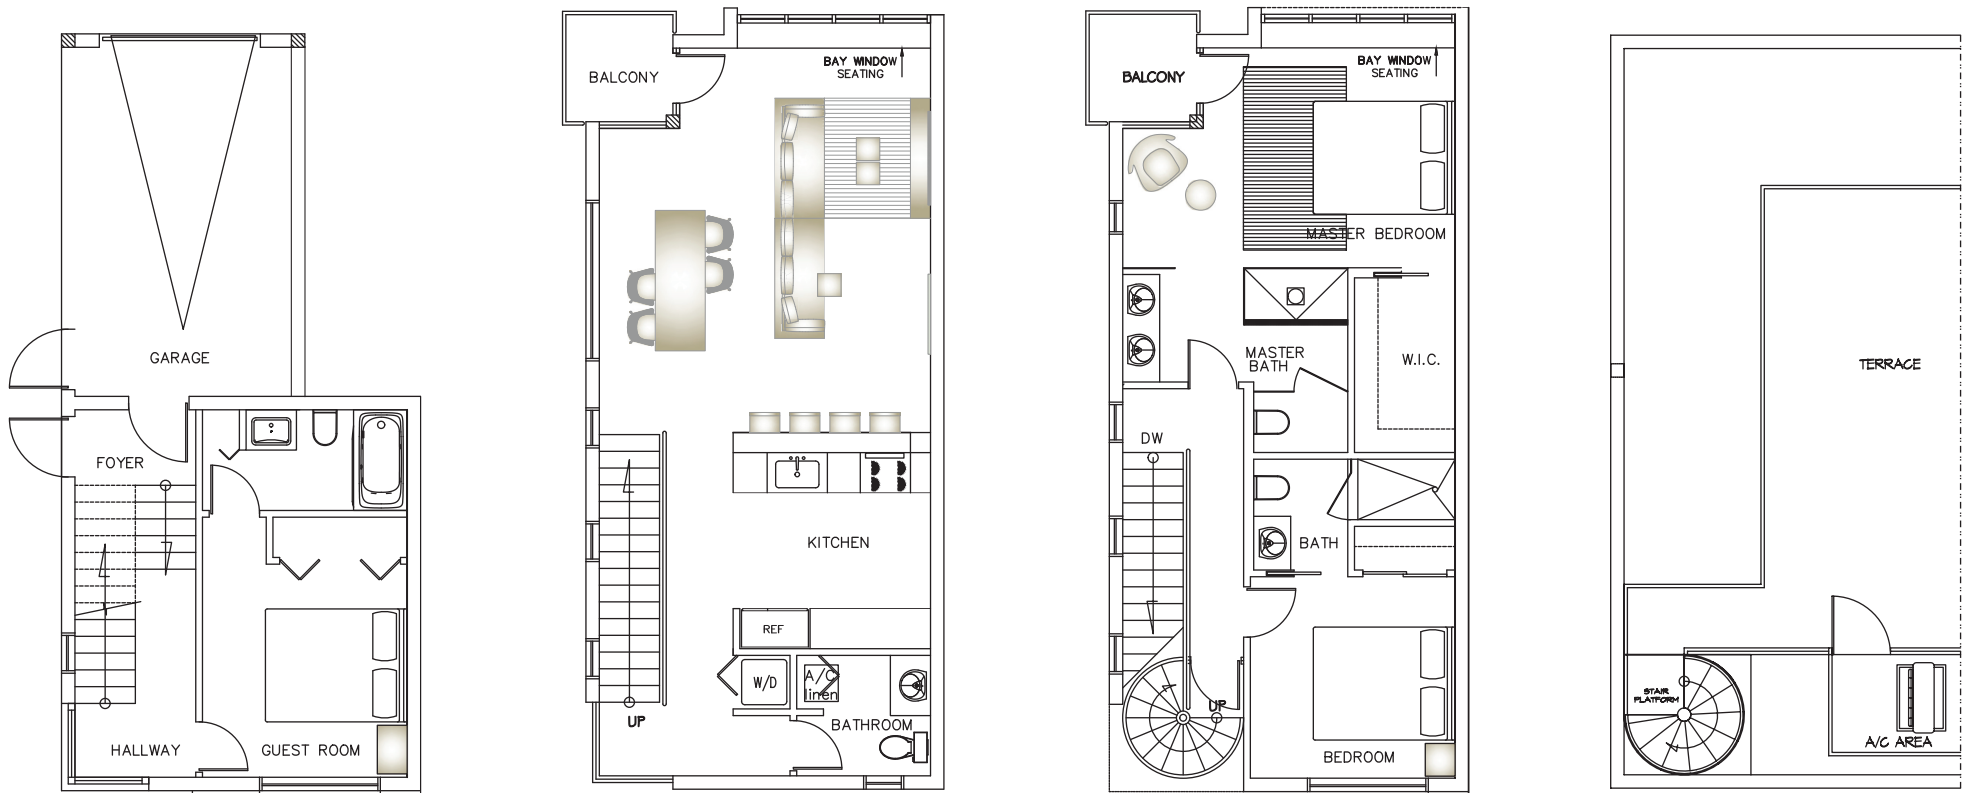 GARAGE
FOYER
HALLWAY
GUEST ROOM
BALCONY
BAY WINDOW
SEATING
KITCHEN
REF
W/D
A/C
linen
UP
BATHROOM
BALCONY
BAY WINDOW
SEATING
MASTER BEDROOM
MASTER
BATH
W.I.C.
DW
BATH
UP
BEDROOM
TERRACE
STAIR
PLATFORM
A/C AREA